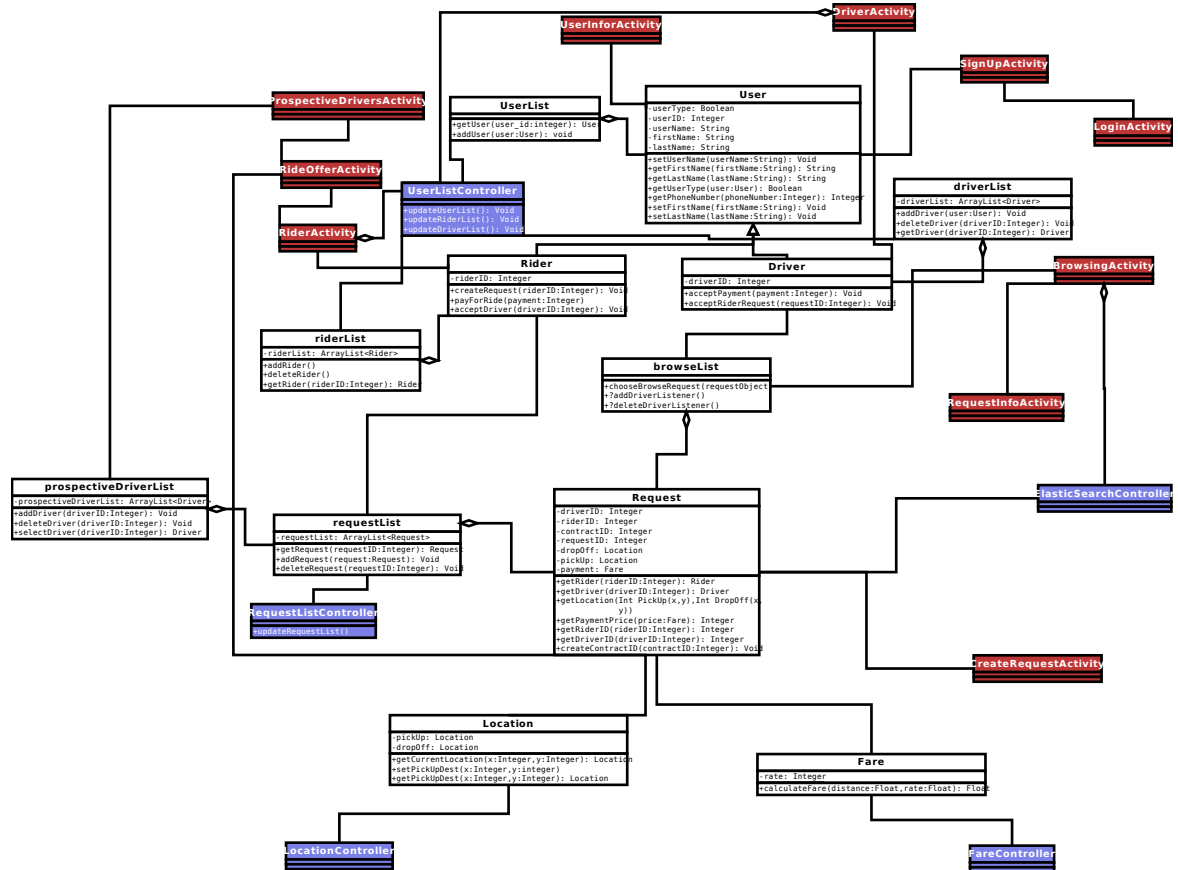 DriverActivity
UserInforActivity
SignUpActivity
ProspectiveDriversActivity
LoginActivity
UserList
+getUser(user_id:integer): User
+addUser(user:User): void
User
-userType: Boolean
-userID: Integer
-userName: String
-firstName: String
-lastName: String
+setUserName(userName:String): Void
+getFirstName(firstName:String): String
+getLastName(lastName:String): String
+getUserType(user:User): Boolean
+getPhoneNumber(phoneNumber:Integer): Integer
+setFirstName(firstName:String): Void
+setLastName(lastName:String): Void
RideOfferActivity
UserListController
+updateUserList(): Void
+updateRiderList(): Void
+updateDriverList(): Void
driverList
-driverList: ArrayList<Driver>
+addDriver(user:User): Void
+deleteDriver(driverID:Integer): Void
+getDriver(driverID:Integer): Driver
RiderActivity
Rider
-riderID: Integer
+createRequest(riderID:Integer): Void
+payForRide(payment:Integer)
+acceptDriver(driverID:Integer): Void
Driver
-driverID: Integer
+acceptPayment(payment:Integer): Void
+acceptRiderRequest(requestID:Integer): Void
BrowsingActivity
riderList
-riderList: ArrayList<Rider>
+addRider()
+deleteRider()
+getRider(riderID:Integer): Rider
browseList
+chooseBrowseRequest(requestObject
+?addDriverListener()
+?deleteDriverListener()
RequestInfoActivity
prospectiveDriverList
-prospectiveDriverList: ArrayList<Driver>
+addDriver(driverID:Integer): Void
+deleteDriver(driverID:Integer): Void
+selectDriver(driverID:Integer): Driver
requestList
-requestList: ArrayList<Request>
+getRequest(requestID:Integer): Request
+addRequest(request:Request): Void
+deleteRequest(requestID:Integer): Void
Request
-driverID: Integer
-riderID: Integer
-contractID: Integer
-requestID: Integer
-dropOff: Location
-pickUp: Location
-payment: Fare
+getRider(riderID:Integer): Rider
+getDriver(driverID:Integer): Driver
+getLocation(Int PickUp(x,y),Int DropOff(x,
y))
+getPaymentPrice(price:Fare): Integer
+getRiderID(riderID:Integer): Integer
+getDriverID(driverID:Integer): Integer
+createContractID(contractID:Integer): Void
ElasticSearchController
RequestListController
+updateRequestList()
CreateRequestActivity
Location
-pickUp: Location
-dropOff: Location
+getCurrentLocation(x:Integer,y:Integer): Location
+setPickUpDest(x:Integer,y:integer)
+getPickUpDest(x:Integer,y:Integer): Location
Fare
-rate: Integer
+calculateFare(distance:Float,rate:Float): Float
LocationController
FareController